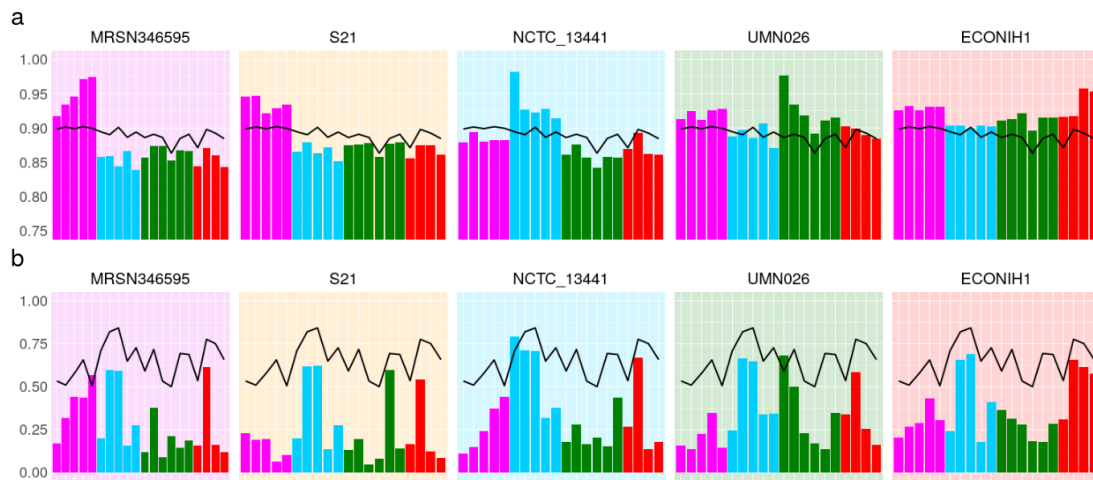 a
MRSN346595 S21 NCTC_13441 UMN026 ECONIH1
1.00
0.95
0.90
0.85
0.80
0.75
b
MRSN346595 S21 NCTC_13441 UMN026 ECONIH1
1.00
0.75
0.50
0.25
0.00